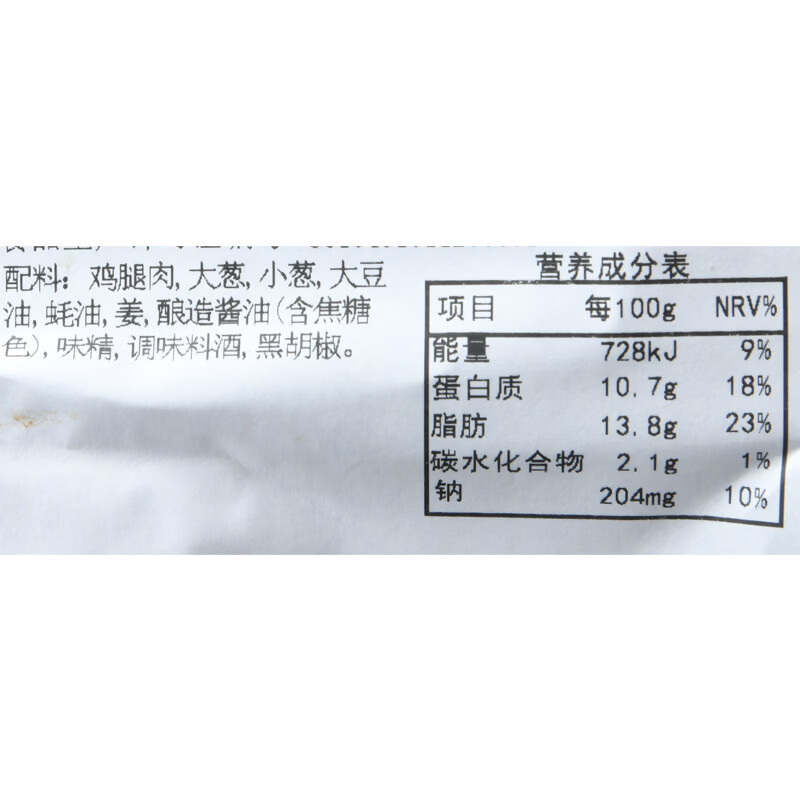 配料：鸡腿肉, 大葱, 小葱, 大豆
油, 蚝油, 姜, 酿造酱油(含焦糖
色), 味精, 调味料酒, 黑胡椒。
营养成分表
项目 每100g NRV%
能量 728kJ 9%
蛋白质 10.7g 18%
脂肪 13.8g 23%
碳水化合物 2.1g 1%
钠 204mg 10%